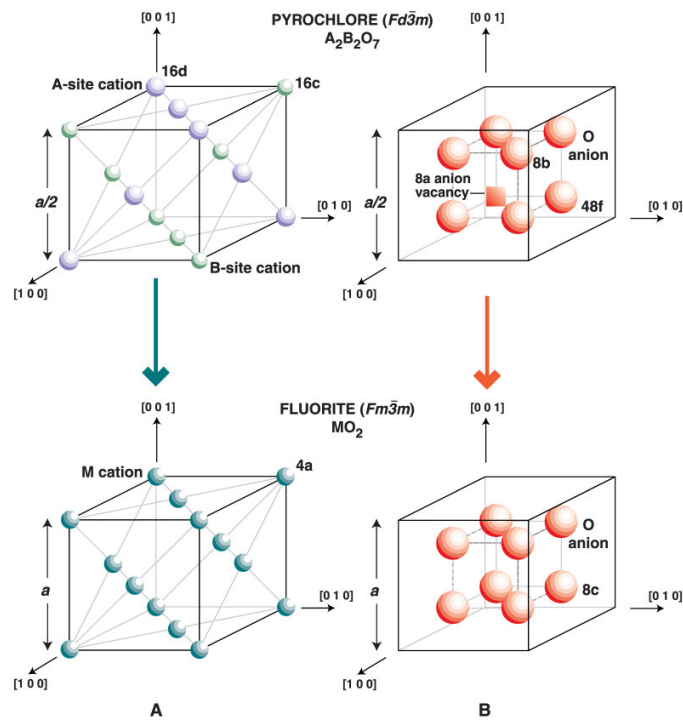 PYROCHLORE (Fd3̄m)
A₂B₂O₇
[0 0 1]
16d
A-site cation
16c
a/2
[0 1 0]
B-site cation
[1 0 0]
[0 0 1]
O
anion
8b
8a anion
vacancy
a/2
48f
[0 1 0]
[1 0 0]
FLUORITE (Fm3̄m)
MO₂
[0 0 1]
M cation
4a
a
[0 1 0]
[1 0 0]
A
[0 0 1]
O
anion
a
8c
[0 1 0]
[1 0 0]
B